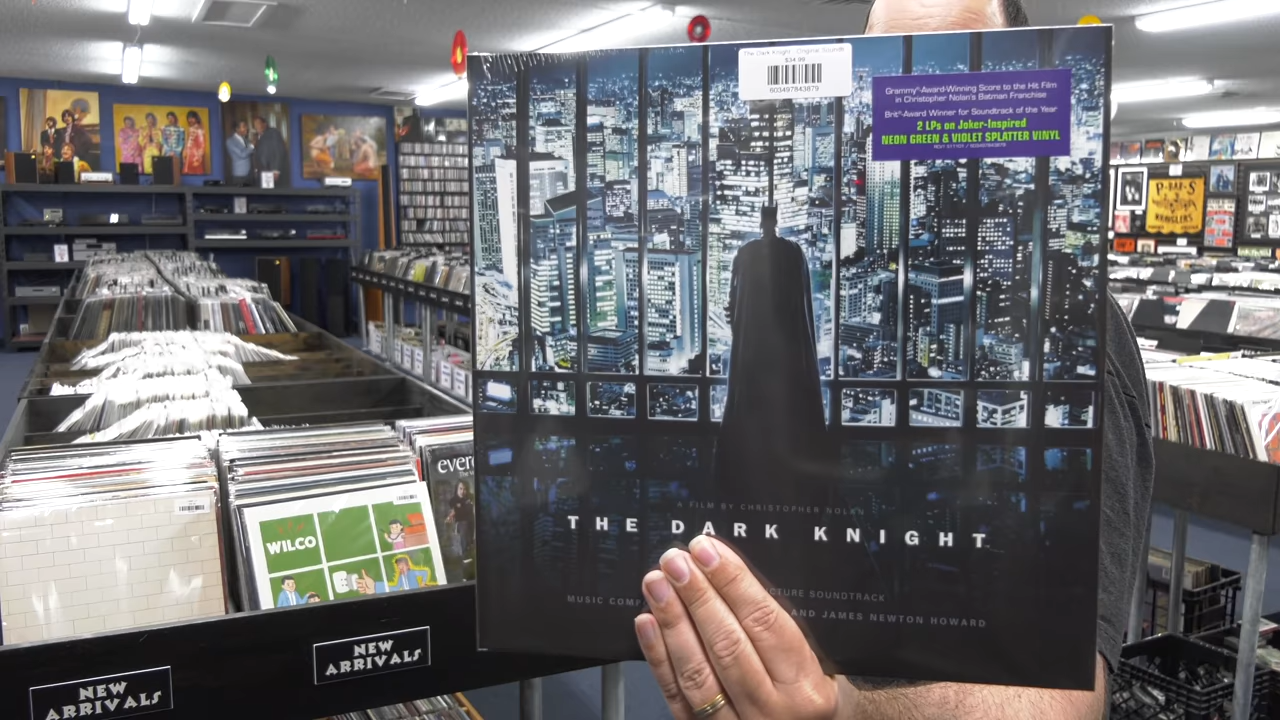 The Dark Knight - Original Sound
$34.99
603497843879
Grammy®-Award-Winning Score to the Hit Film
in Christopher Nolan's Batman Franchise
Brit®-Award Winner for Soundtrack of the Year
2 LPs on Joker-Inspired
NEON GREEN & VIOLET SPLATTER VINYL
A FILM BY CHRISTOPHER NOLAN
THE DARK KNIGHT
CTURE SOUNDTRACK
MUSIC COMP
AND JAMES NEWTON HOWARD
P-BAR-S
WRANGLERS
ever
WILCO
NEW
ARRIVALS
NEW
ARRIVALS